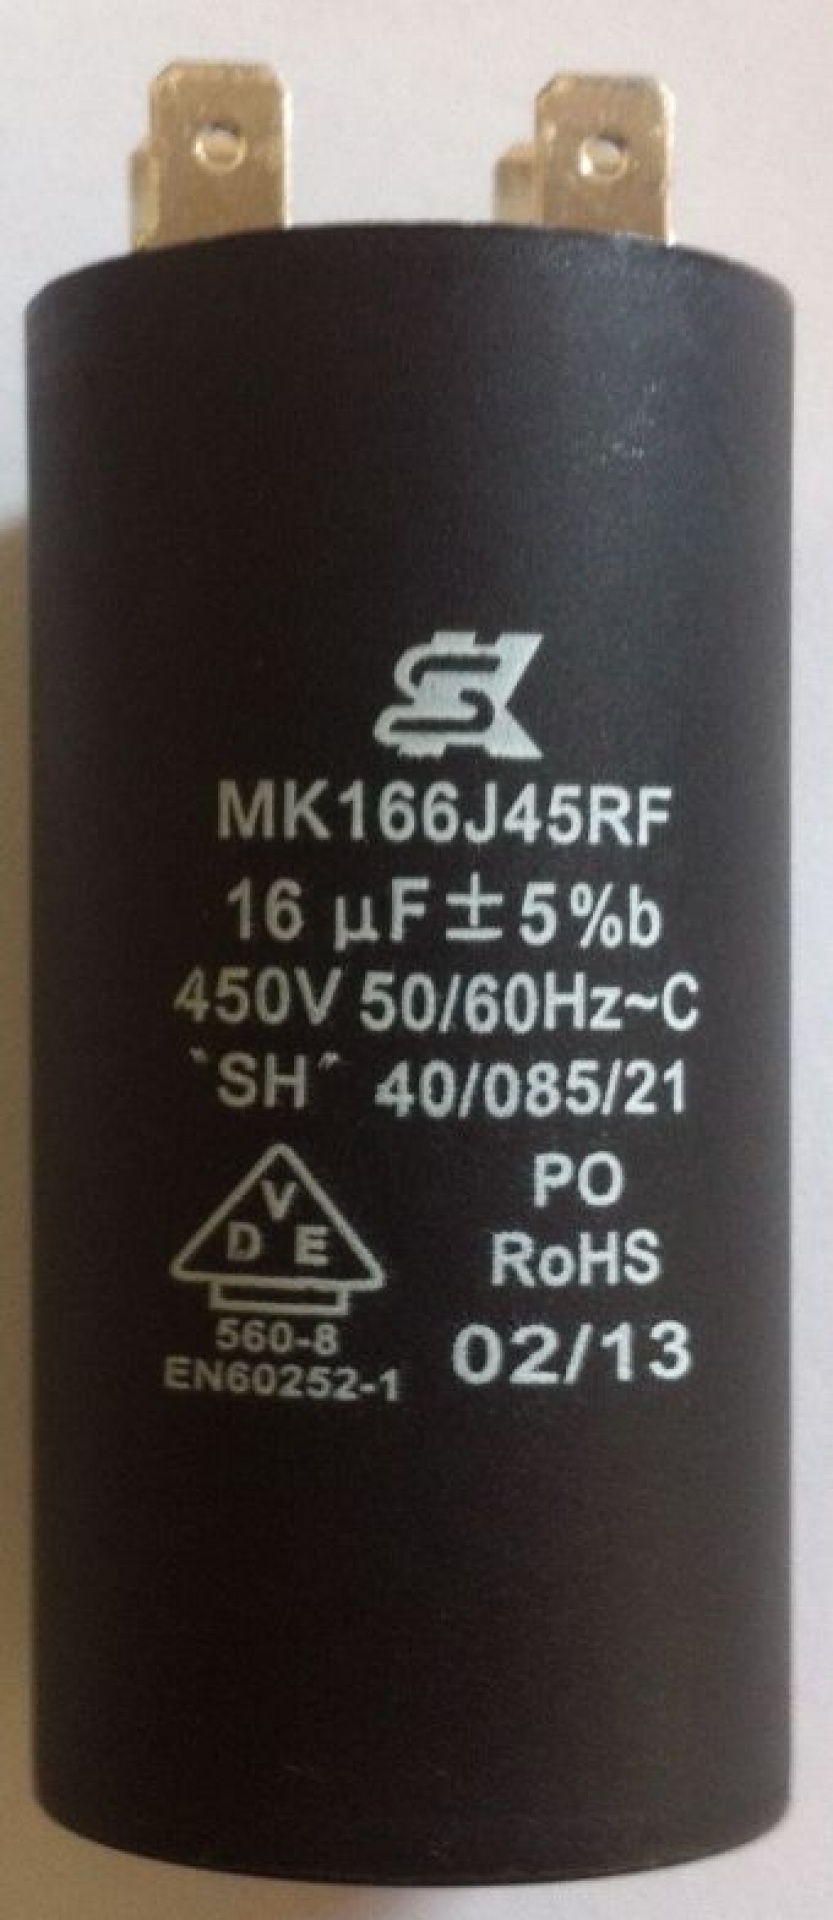 SK
MK166J45RF
16 µF±5%b
450V 50/60Hz~C
"SH" 40/085/21
V
D E
PO
RoHS
560-8
EN60252-1
02/13